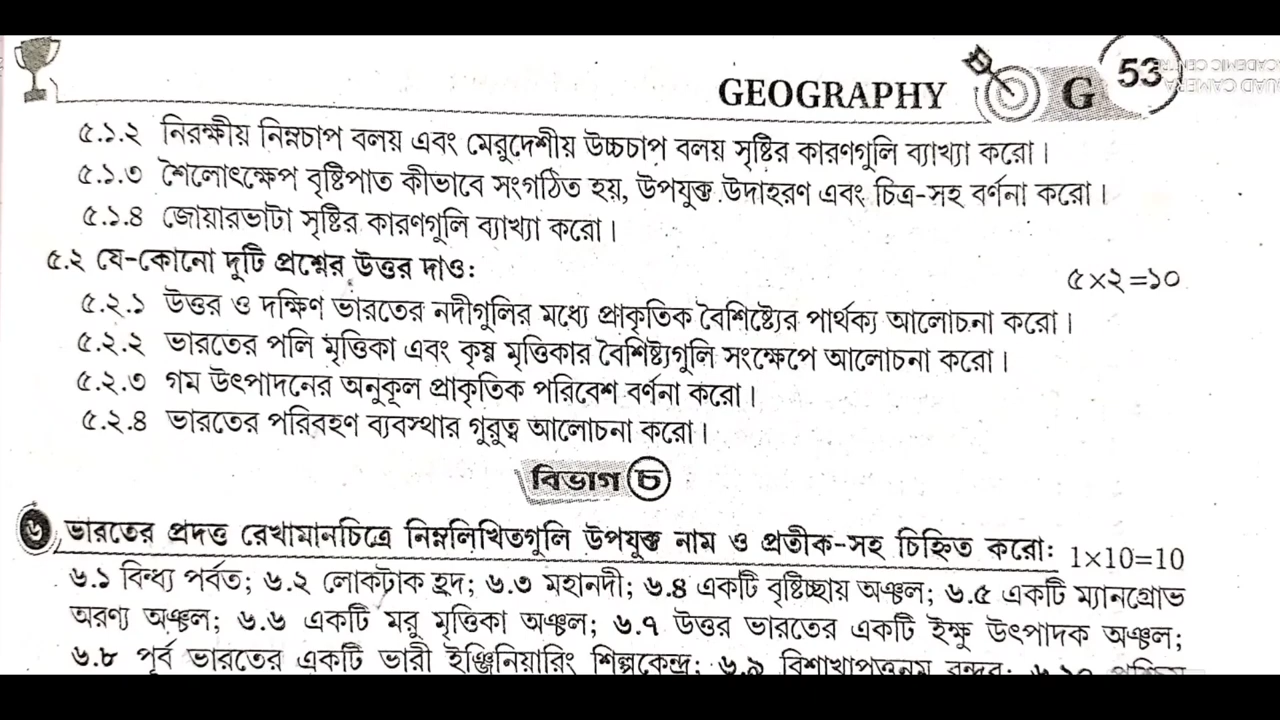 GEOGRAPHY G 53
৫.১.২ নিরক্ষীয় নিম্নচাপ বলয় এবং মেরুদেশীয় উচ্চচাপ বলয় সৃষ্টির কারণগুলি ব্যাখ্যা করো।
৫.১.৩ শৈলোৎক্ষেপ বৃষ্টিপাত কীভাবে সংগঠিত হয়, উপযুক্ত উদাহরণ এবং চিত্র-সহ বর্ণনা করো।
৫.১.৪ জোয়ারভাটা সৃষ্টির কারণগুলি ব্যাখ্যা করো।
৫.২ যে-কোনো দুটি প্রশ্নের উত্তর দাও: ৫×২=১০
৫.২.১ উত্তর ও দক্ষিণ ভারতের নদীগুলির মধ্যে প্রাকৃতিক বৈশিষ্ট্যের পার্থক্য আলোচনা করো।
৫.২.২ ভারতের পলি মৃত্তিকা এবং কৃষ্ণ মৃত্তিকার বৈশিষ্ট্যগুলি সংক্ষেপে আলোচনা করো।
৫.২.৩ গম উৎপাদনের অনুকূল প্রাকৃতিক পরিবেশ বর্ণনা করো।
৫.২.৪ ভারতের পরিবহণ ব্যবস্থার গুরুত্ব আলোচনা করো।
বিভাগ চ
৬ ভারতের প্রদত্ত রেখামানচিত্রে নিম্নলিখিতগুলি উপযুক্ত নাম ও প্রতীক-সহ চিহ্নিত করো: 1×10=10
৬.১ বিন্ধ্য পর্বত; ৬.২ লোকটাক হ্রদ; ৬.৩ মহানদী; ৬.৪ একটি বৃষ্টিচ্ছায় অঞ্চল; ৬.৫ একটি ম্যানগ্রোভ
অরণ্য অঞ্চল; ৬.৬ একটি মরু মৃত্তিকা অঞ্চল; ৬.৭ উত্তর ভারতের একটি ইক্ষু উৎপাদক অঞ্চল;
৬.৮ পূর্ব ভারতের একটি ভারী ইঞ্জিনিয়ারিং শিল্পকেন্দ্র; ৬.৯ বিশাখাপত্তনম বন্দর; ৬.১০ পশ্চিম